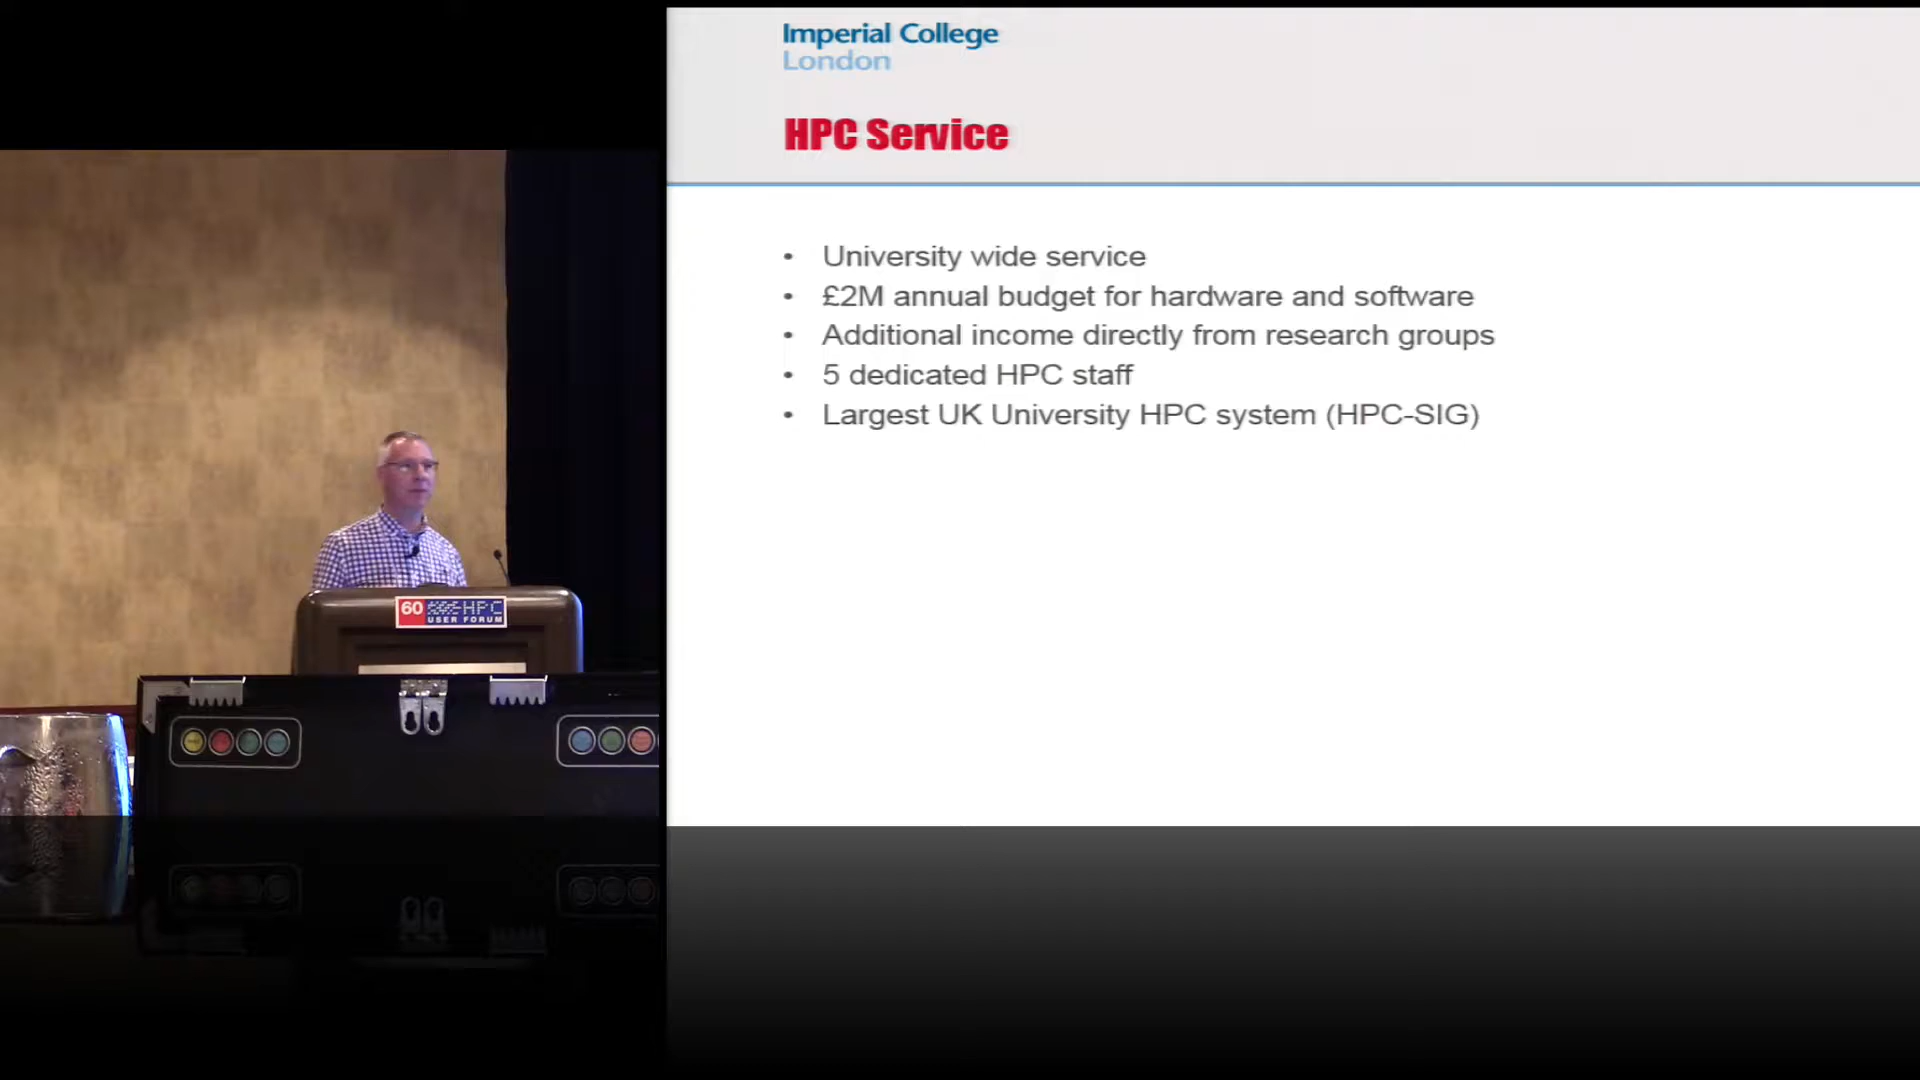 Imperial College
London
HPC Service
• University wide service
• £2M annual budget for hardware and software
• Additional income directly from research groups
• 5 dedicated HPC staff
• Largest UK University HPC system (HPC-SIG)
60 HPC
USER FORUM